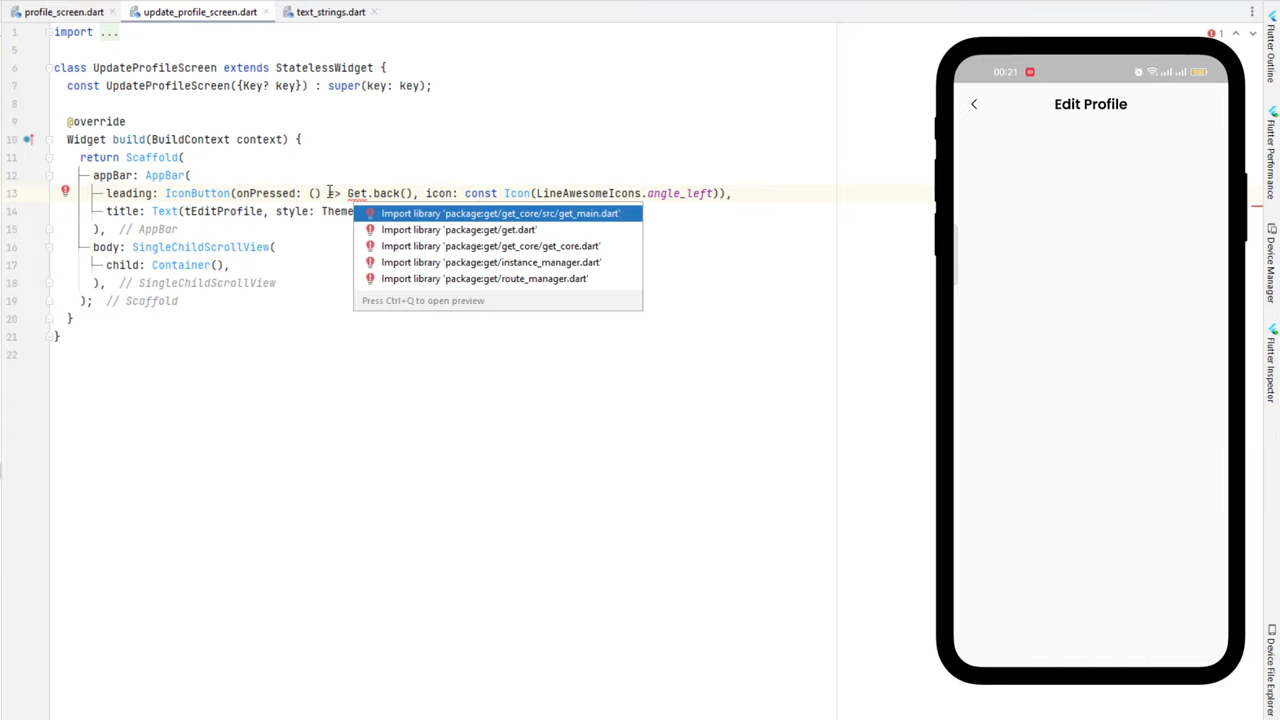 profile_screen.dart
update_profile_screen.dart
text_strings.dart
1 import ...
5
6 class UpdateProfileScreen extends StatelessWidget {
7 const UpdateProfileScreen({Key? key}) : super(key: key);
8
9 @override
10 Widget build(BuildContext context) {
11 return Scaffold(
12 appBar: AppBar(
13 leading: IconButton(onPressed: () => Get.back(), icon: const Icon(LineAwesomeIcons.angle_left)),
14 title: Text(tEditProfile, style: Theme
15 ), // AppBar
16 body: SingleChildScrollView(
17 child: Container(),
18 ), // SingleChildScrollView
19 ); // Scaffold
20 }
21 }
22
Import library 'package:get/get_core/src/get_main.dart'
Import library 'package:get/get.dart'
Import library 'package:get/get_core/get_core.dart'
Import library 'package:get/instance_manager.dart'
Import library 'package:get/route_manager.dart'
Press Ctrl+Q to open preview
1
00:21
Edit Profile
Flutter Outline
Flutter Performance
Device Manager
Flutter Inspector
Device File Explorer